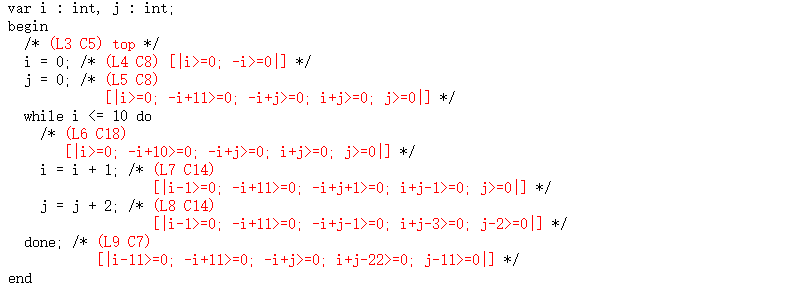 var i : int, j : int;
begin
  /* (L3 C5) top */
  i = 0; /* (L4 C8) [|i>=0; -i>=0|] */
  j = 0; /* (L5 C8)
            [|i>=0; -i+11>=0; -i+j>=0; i+j>=0; j>=0|] */
  while i <= 10 do
    /* (L6 C18)
       [|i>=0; -i+10>=0; -i+j>=0; i+j>=0; j>=0|] */
    i = i + 1; /* (L7 C14)
                  [|i-1>=0; -i+11>=0; -i+j+1>=0; i+j-1>=0; j>=0|] */
    j = j + 2; /* (L8 C14)
                  [|i-1>=0; -i+11>=0; -i+j-1>=0; i+j-3>=0; j-2>=0|] */
  done; /* (L9 C7)
           [|i-11>=0; -i+11>=0; -i+j>=0; i+j-22>=0; j-11>=0|] */
end